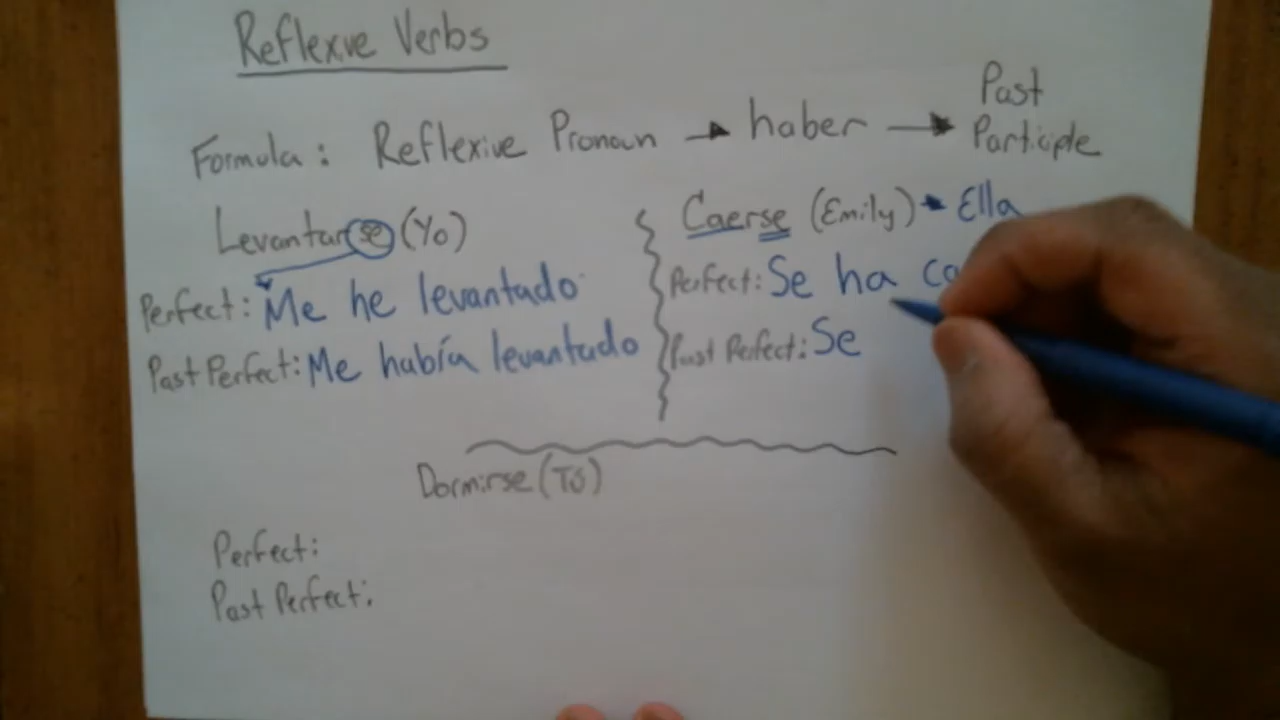 Reflexive Verbs
Formula: Reflexive Pronoun → haber → Past Participle
Levantarse (Yo)
Perfect: Me he levantado
Past Perfect: Me había levantado
Caerse (Emily) → Ella
Perfect: Se ha ca
Past Perfect: Se
Dormirse (Tú)
Perfect:
Past Perfect: